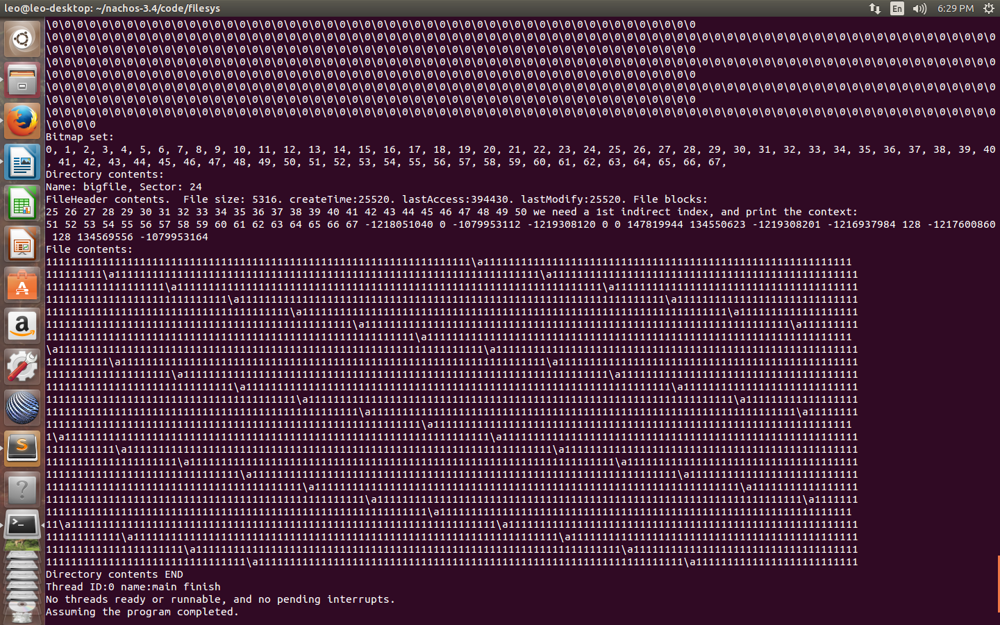 leo@leo-desktop: ~/nachos-3.4/code/filesys
En
6:29 PM
\0\0\0\0\0\0\0\0\0\0\0\0\0\0\0\0\0\0\0\0\0\0\0\0\0\0\0\0\0\0\0\0\0\0\0\0\0\0\0\0\0\0\0\0\0\0\0\0\0\0\0\0
\0\0\0\0\0\0\0\0\0\0\0\0\0\0\0\0\0\0\0\0\0\0\0\0\0\0\0\0\0\0\0\0\0\0\0\0\0\0\0\0\0\0\0\0\0\0\0\0\0\0\0\0\0\0\0\0\0\0\0\0\0\0\0\0\0\0\0\0\0\0\0\0\0\0\0\0
\0\0\0\0\0\0\0\0\0\0\0\0\0\0\0\0\0\0\0\0\0\0\0\0\0\0\0\0\0\0\0\0\0\0\0\0\0\0\0\0\0\0\0\0\0\0\0\0\0\0\0\0
\0\0\0\0\0\0\0\0\0\0\0\0\0\0\0\0\0\0\0\0\0\0\0\0\0\0\0\0\0\0\0\0\0\0\0\0\0\0\0\0\0\0\0\0\0\0\0\0\0\0\0\0\0\0\0\0\0\0\0\0\0\0\0\0\0\0\0\0\0\0\0\0\0\0\0\0
\0\0\0\0\0\0\0\0\0\0\0\0\0\0\0\0\0\0\0\0\0\0\0\0\0\0\0\0\0\0\0\0\0\0\0\0\0\0\0\0\0\0\0\0\0\0\0\0\0\0\0\0
\0\0\0\0\0\0\0\0\0\0\0\0\0\0\0\0\0\0\0\0\0\0\0\0\0\0\0\0\0\0\0\0\0\0\0\0\0\0\0\0\0\0\0\0\0\0\0\0\0\0\0\0\0\0\0\0\0\0\0\0\0\0\0\0\0\0\0\0\0\0\0\0\0\0\0\0
\0\0\0\0\0\0\0\0\0\0\0\0\0\0\0\0\0\0\0\0\0\0\0\0\0\0\0\0\0\0\0\0\0\0\0\0\0\0\0\0\0\0\0\0\0\0\0\0\0\0\0\0
\0\0\0\0\0\0\0\0\0\0\0\0\0\0\0\0\0\0\0\0\0\0\0\0\0\0\0\0\0\0\0\0\0\0\0\0\0\0\0\0\0\0\0\0\0\0\0\0\0\0\0\0\0\0\0\0\0\0\0\0\0\0\0\0\0\0\0\0\0\0\0\0\0\0\0\0
\0\0\0\0
Bitmap set:
0, 1, 2, 3, 4, 5, 6, 7, 8, 9, 10, 11, 12, 13, 14, 15, 16, 17, 18, 19, 20, 21, 22, 23, 24, 25, 26, 27, 28, 29, 30, 31, 32, 33, 34, 35, 36, 37, 38, 39, 40
, 41, 42, 43, 44, 45, 46, 47, 48, 49, 50, 51, 52, 53, 54, 55, 56, 57, 58, 59, 60, 61, 62, 63, 64, 65, 66, 67,
Directory contents:
Name: bigfile, Sector: 24
FileHeader contents.  File size: 5316. createTime:25520. lastAccess:394430. lastModify:25520. File blocks:
25 26 27 28 29 30 31 32 33 34 35 36 37 38 39 40 41 42 43 44 45 46 47 48 49 50 we need a 1st indirect index, and print the context:
51 52 53 54 55 56 57 58 59 60 61 62 63 64 65 66 67 -1218051040 0 -1079953112 -1219308120 0 0 147819944 134550623 -1219308201 -1216937984 128 -1217600860
 128 134569556 -1079953164
File contents:
11111111111111111111111111111111111111111111111111111111111111111111\a11111111111111111111111111111111111111111111111111111111111
111111111\a11111111111111111111111111111111111111111111111111111111111111111111\a1111111111111111111111111111111111111111111111111
1111111111111111111\a11111111111111111111111111111111111111111111111111111111111111111111\a111111111111111111111111111111111111111
11111111111111111111111111111\a11111111111111111111111111111111111111111111111111111111111111111111\a11111111111111111111111111111
111111111111111111111111111111111111111\a11111111111111111111111111111111111111111111111111111111111111111111\a1111111111111111111
1111111111111111111111111111111111111111111111111\a11111111111111111111111111111111111111111111111111111111111111111111\a111111111
11111111111111111111111111111111111111111111111111111111111\a11111111111111111111111111111111111111111111111111111111111111111111
\a11111111111111111111111111111111111111111111111111111111111111111111\a1111111111111111111111111111111111111111111111111111111111
1111111111\a11111111111111111111111111111111111111111111111111111111111111111111\a111111111111111111111111111111111111111111111111
11111111111111111111\a11111111111111111111111111111111111111111111111111111111111111111111\a11111111111111111111111111111111111111
111111111111111111111111111111\a11111111111111111111111111111111111111111111111111111111111111111111\a1111111111111111111111111111
1111111111111111111111111111111111111111\a11111111111111111111111111111111111111111111111111111111111111111111\a111111111111111111
11111111111111111111111111111111111111111111111111\a11111111111111111111111111111111111111111111111111111111111111111111\a11111111
111111111111111111111111111111111111111111111111111111111111\a1111111111111111111111111111111111111111111111111111111111111111111
1\a11111111111111111111111111111111111111111111111111111111111111111111\a111111111111111111111111111111111111111111111111111111111
11111111111\a11111111111111111111111111111111111111111111111111111111111111111111\a11111111111111111111111111111111111111111111111
111111111111111111111\a11111111111111111111111111111111111111111111111111111111111111111111\a1111111111111111111111111111111111111
1111111111111111111111111111111\a11111111111111111111111111111111111111111111111111111111111111111111\a111111111111111111111111111
11111111111111111111111111111111111111111\a11111111111111111111111111111111111111111111111111111111111111111111\a11111111111111111
111111111111111111111111111111111111111111111111111\a11111111111111111111111111111111111111111111111111111111111111111111\a1111111
1111111111111111111111111111111111111111111111111111111111111\a111111111111111111111111111111111111111111111111111111111111111111
11\a11111111111111111111111111111111111111111111111111111111111111111111\a11111111111111111111111111111111111111111111111111111111
111111111111\a11111111111111111111111111111111111111111111111111111111111111111111\a1111111111111111111111111111111111111111111111
1111111111111111111111\a11111111111111111111111111111111111111111111111111111111111111111111\a111111111111111111111111111111111111
11111111111111111111111111111111\a11111111111111111111111111111111111111111111111111111111111111111111\a11111111111111111111111111
Directory contents END
Thread ID:0 name:main finish
No threads ready or runnable, and no pending interrupts.
Assuming the program completed.